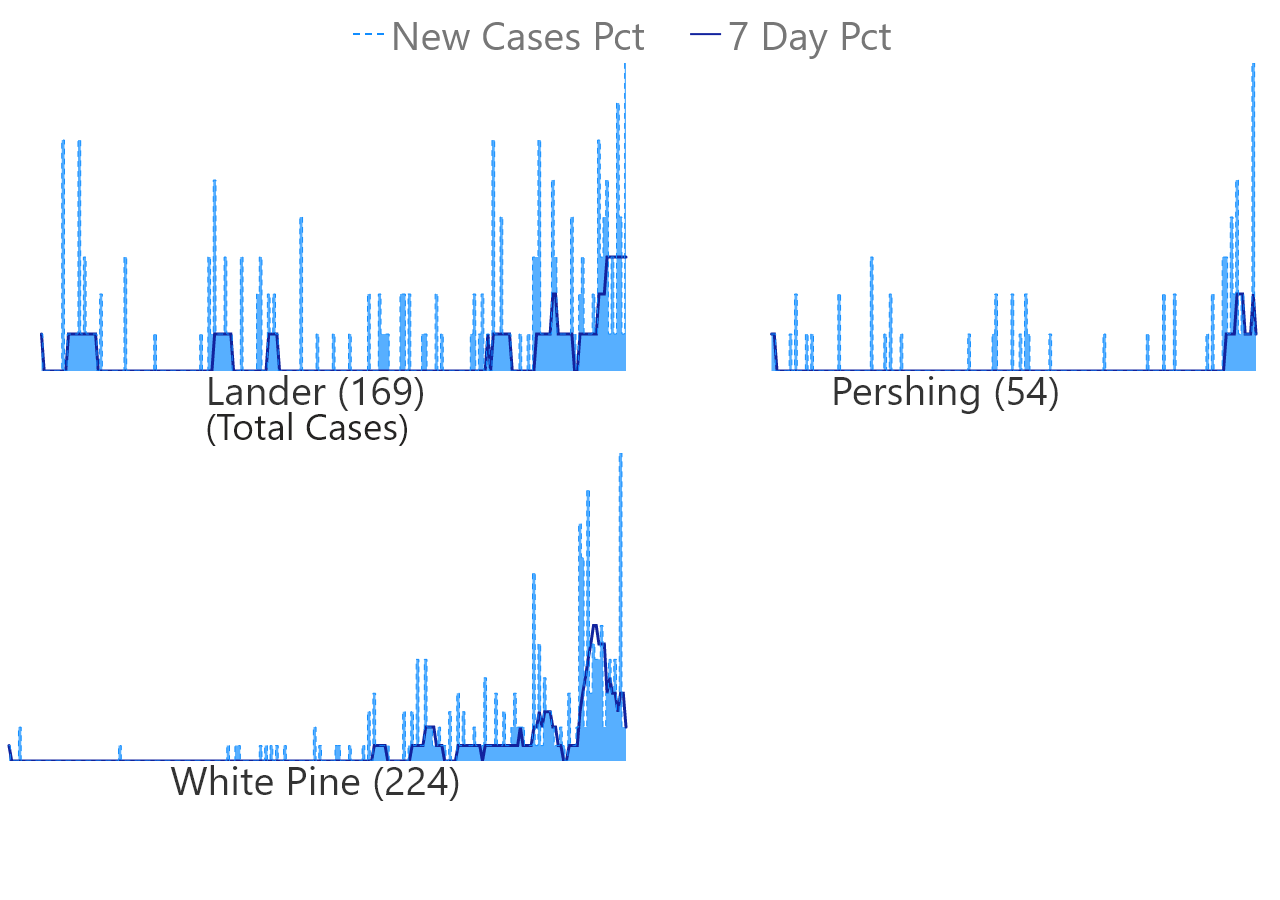 New Cases Pct 7 Day Pct
Lander (169)
(Total Cases)
Pershing (54)
White Pine (224)